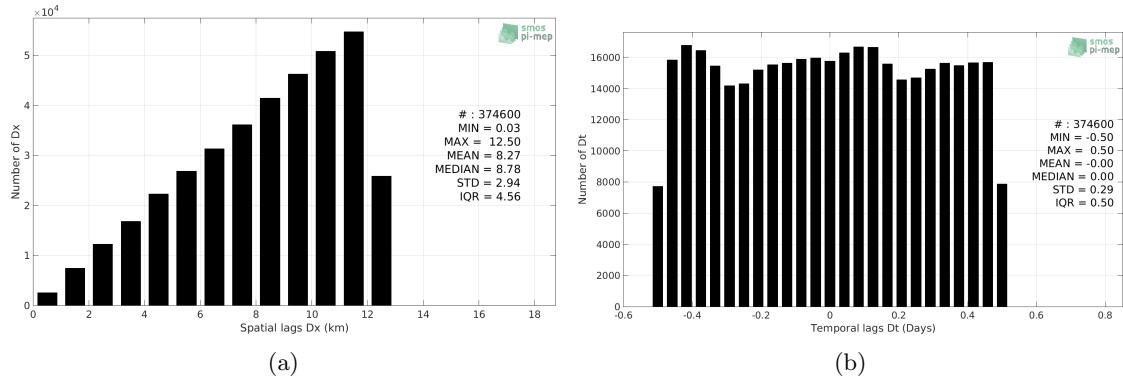 ×10⁴
smos
pi-mep
5
4
3
2
1
0
Number of Dx
# : 374600
MIN = 0.03
MAX = 12.50
MEAN = 8.27
MEDIAN = 8.78
STD = 2.94
IQR = 4.56
0 2 4 6 8 10 12 14 16 18
Spatial lags Dx (km)
(a)
smos
pi-mep
16000
14000
12000
10000
8000
6000
4000
2000
0
Number of Dt
# : 374600
MIN = -0.50
MAX = 0.50
MEAN = -0.00
MEDIAN = 0.00
STD = 0.29
IQR = 0.50
-0.6 -0.4 -0.2 0 0.2 0.4 0.6 0.8
Temporal lags Dt (Days)
(b)